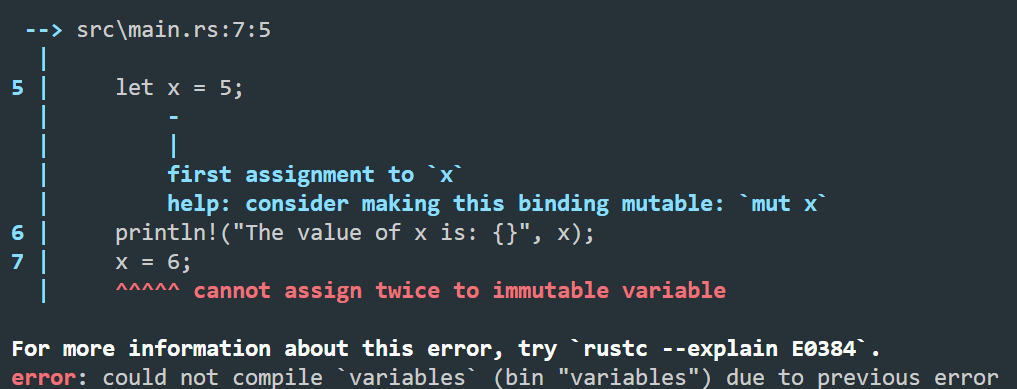 --> src\main.rs:7:5
|
5 |     let x = 5;
|         -
|         |
|         first assignment to `x`
|         help: consider making this binding mutable: `mut x`
6 |     println!("The value of x is: {}", x);
7 |     x = 6;
|     ^^^^^ cannot assign twice to immutable variable
For more information about this error, try `rustc --explain E0384`.
error: could not compile `variables` (bin "variables") due to previous error